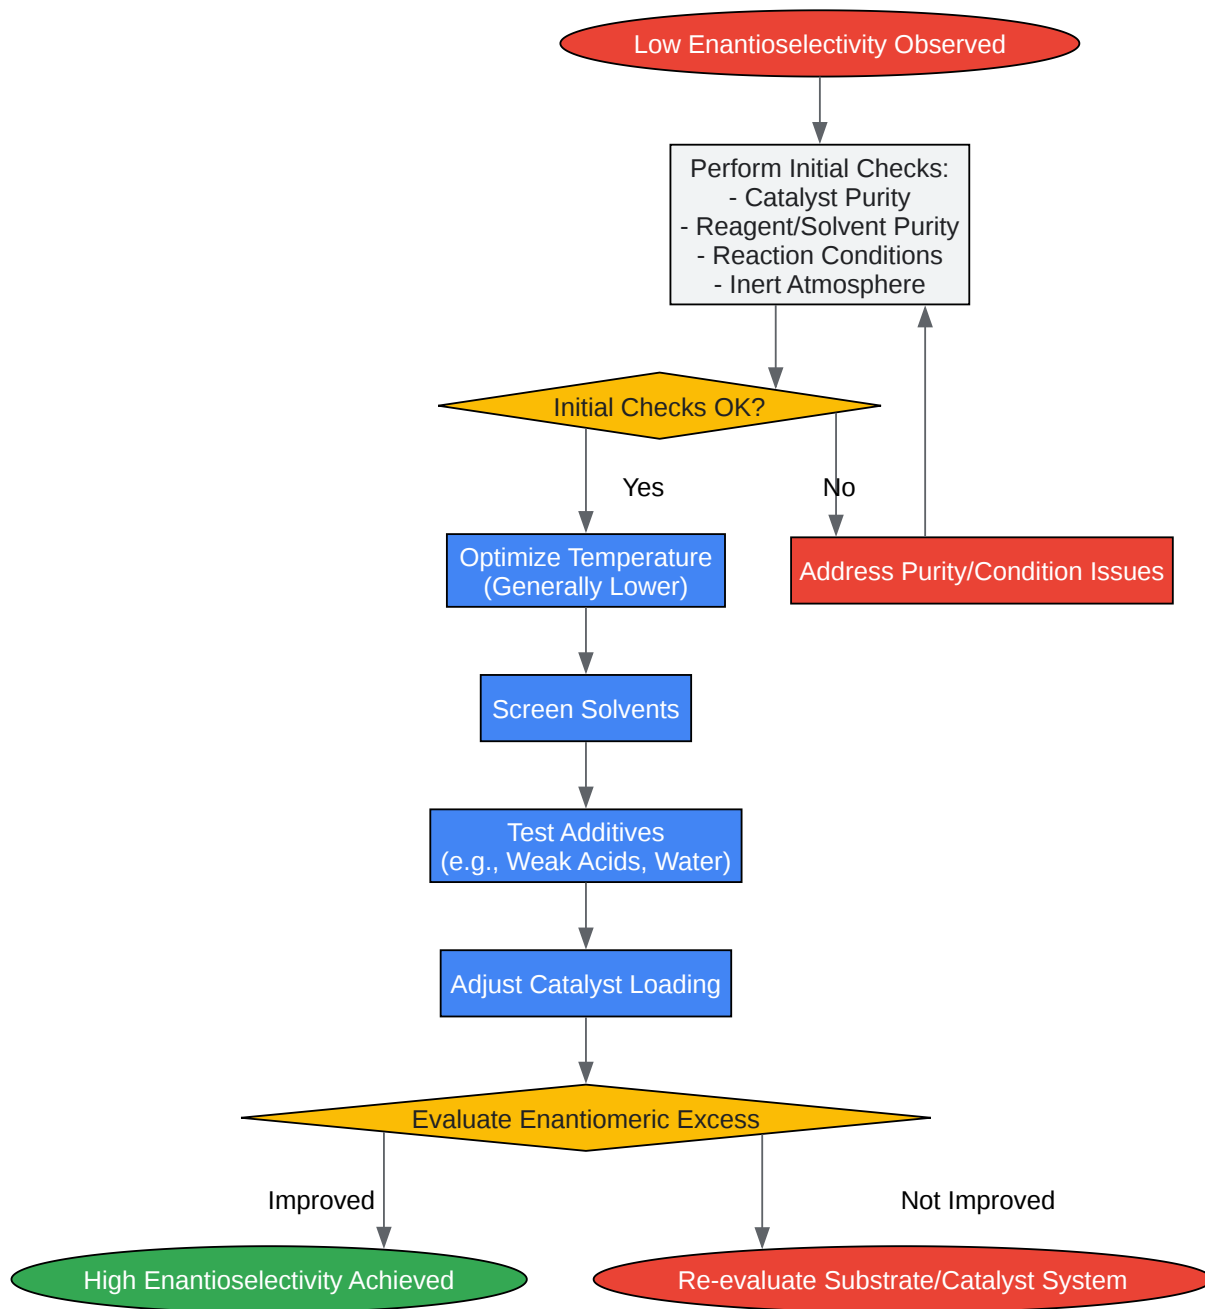 Low Enantioselectivity Observed
Perform Initial Checks:
- Catalyst Purity
- Reagent/Solvent Purity
- Reaction Conditions
- Inert Atmosphere
Initial Checks OK?
Yes
No
Optimize Temperature
(Generally Lower)
Address Purity/Condition Issues
Screen Solvents
Test Additives
(e.g., Weak Acids, Water)
Adjust Catalyst Loading
Evaluate Enantiomeric Excess
Improved
Not Improved
High Enantioselectivity Achieved
Re-evaluate Substrate/Catalyst System